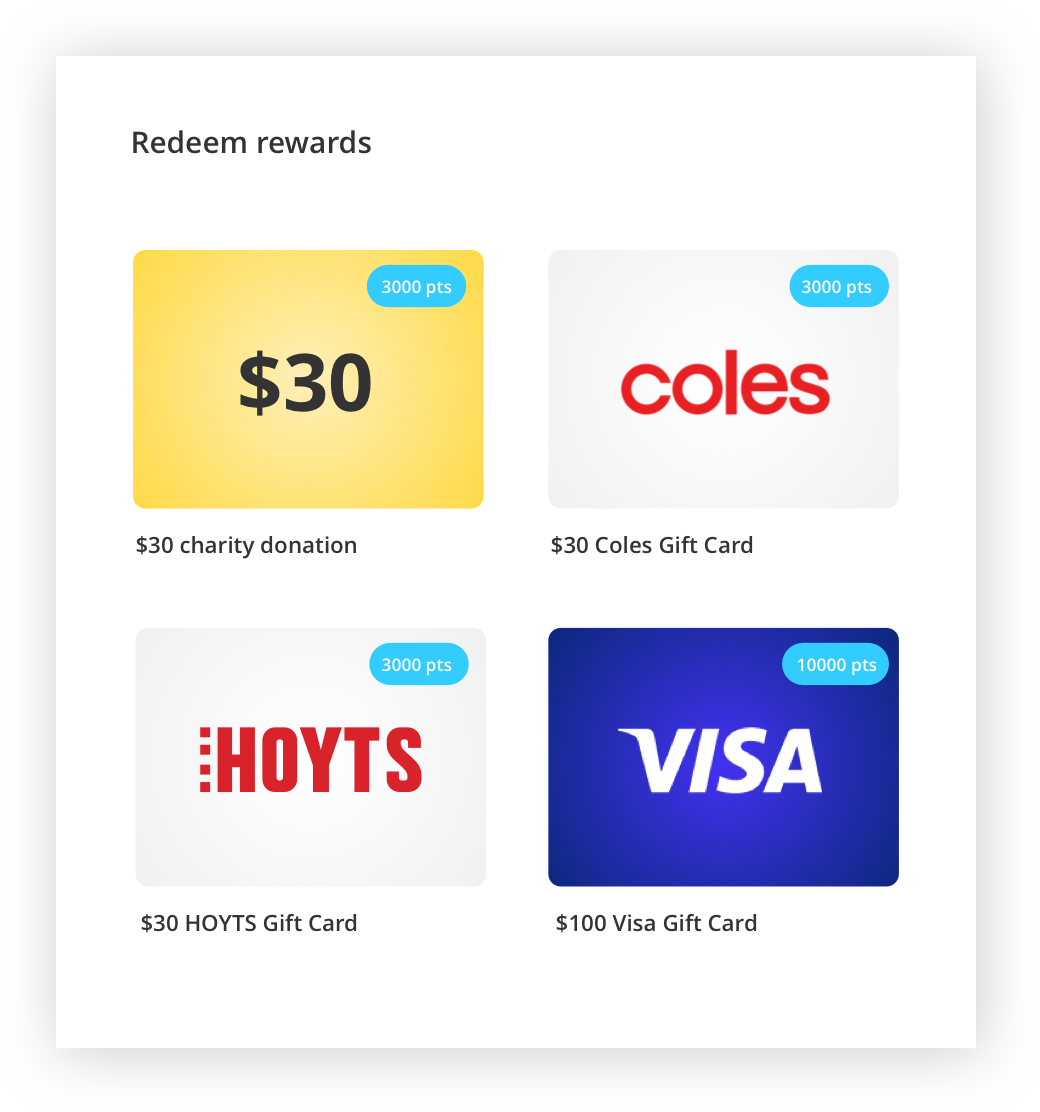 Redeem rewards
3000 pts
$30
$30 charity donation
3000 pts
coles
$30 Coles Gift Card
3000 pts
HOYTS
$30 HOYTS Gift Card
10000 pts
VISA
$100 Visa Gift Card